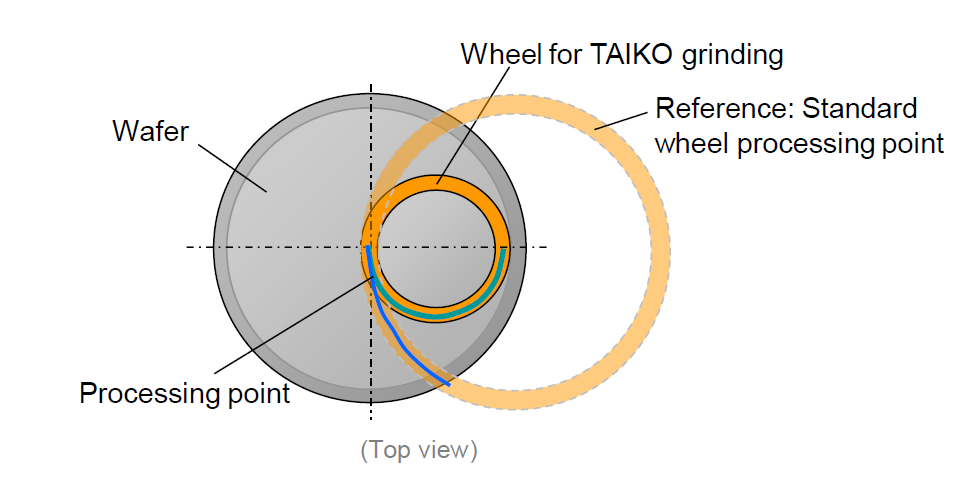 Wheel for TAIKO grinding
Reference: Standard
wheel processing point
Wafer
Processing point
(Top view)